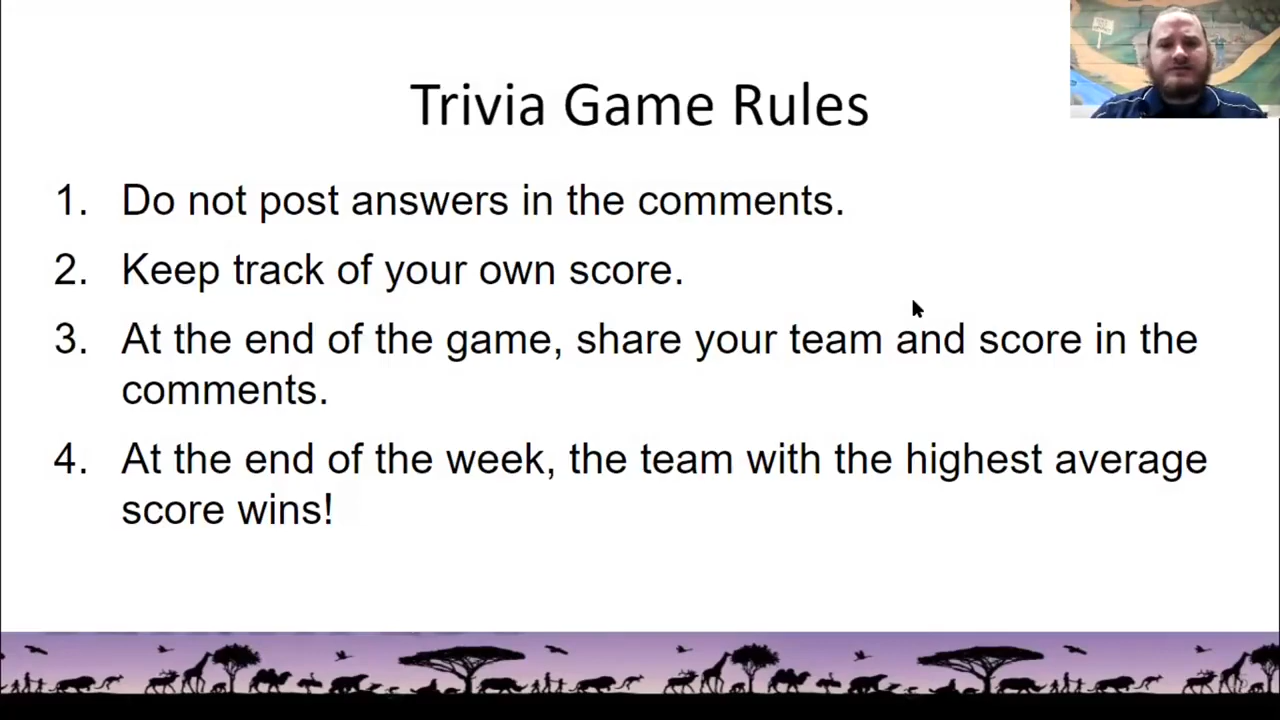 Trivia Game Rules
1. Do not post answers in the comments.
2. Keep track of your own score.
3. At the end of the game, share your team and score in the
comments.
4. At the end of the week, the team with the highest average
score wins!